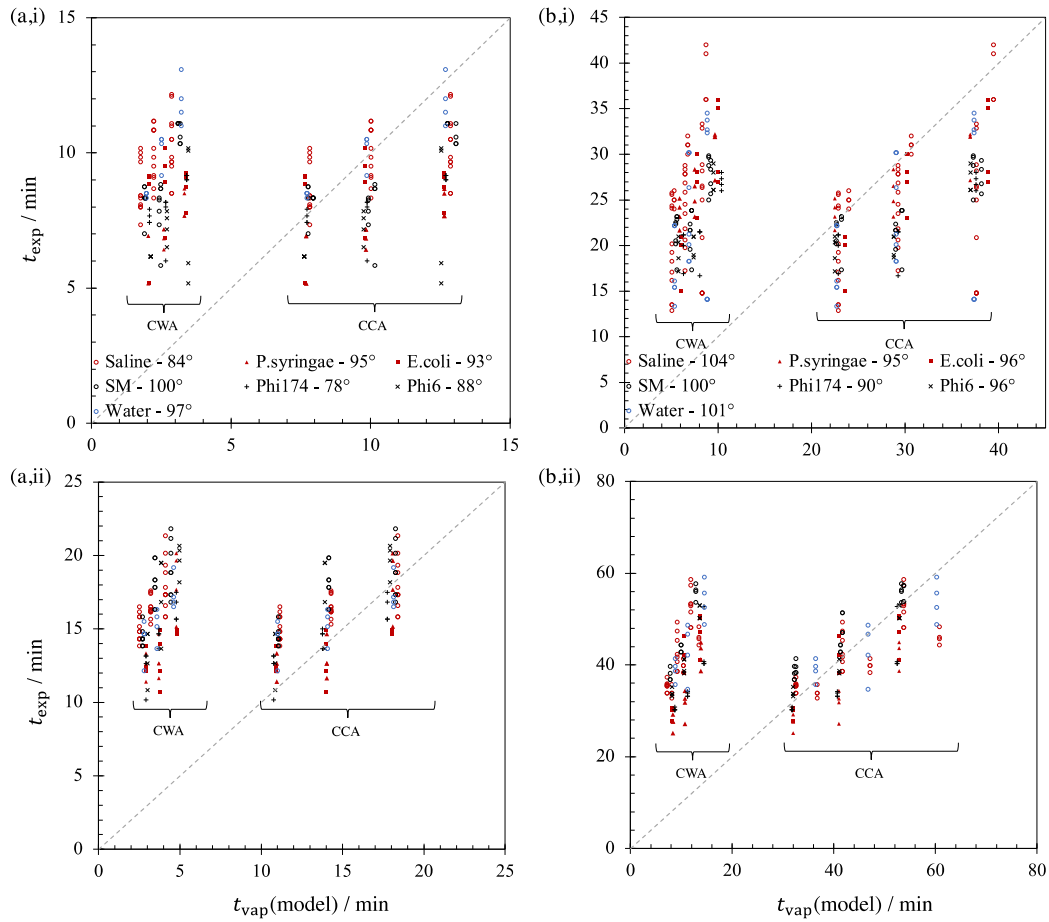 (a,i)
15
10
5
0
t_exp / min
CWA
CCA
Saline - 84°
P.syringae - 95°
E.coli - 93°
SM - 100°
Phi174 - 78°
Phi6 - 88°
Water - 97°
0 5 10 15
(b,i)
45
40
35
30
25
20
15
10
5
0
CWA
CCA
Saline - 104°
P.syringae - 95°
E.coli - 96°
SM - 100°
Phi174 - 90°
Phi6 - 96°
Water - 101°
0 10 20 30 40
(a,ii)
25
20
15
10
5
0
t_exp / min
CWA
CCA
0 5 10 15 20 25
t_vap(model) / min
(b,ii)
80
60
40
20
0
CWA
CCA
0 20 40 60 80
t_vap(model) / min